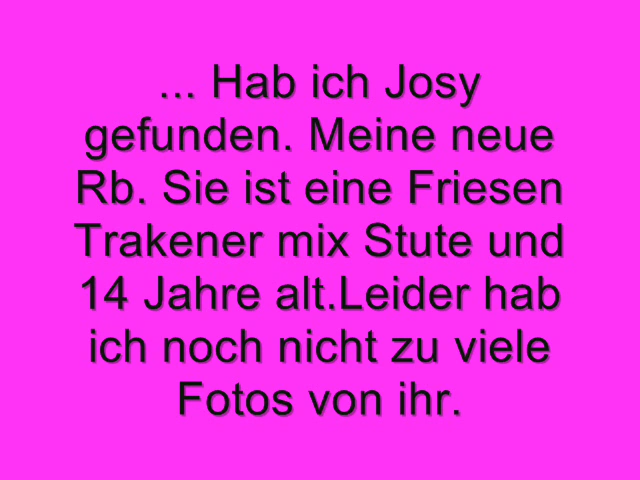 ... Hab ich Josy
gefunden. Meine neue
Rb. Sie ist eine Friesen
Trakener mix Stute und
14 Jahre alt.Leider hab
ich noch nicht zu viele
Fotos von ihr.